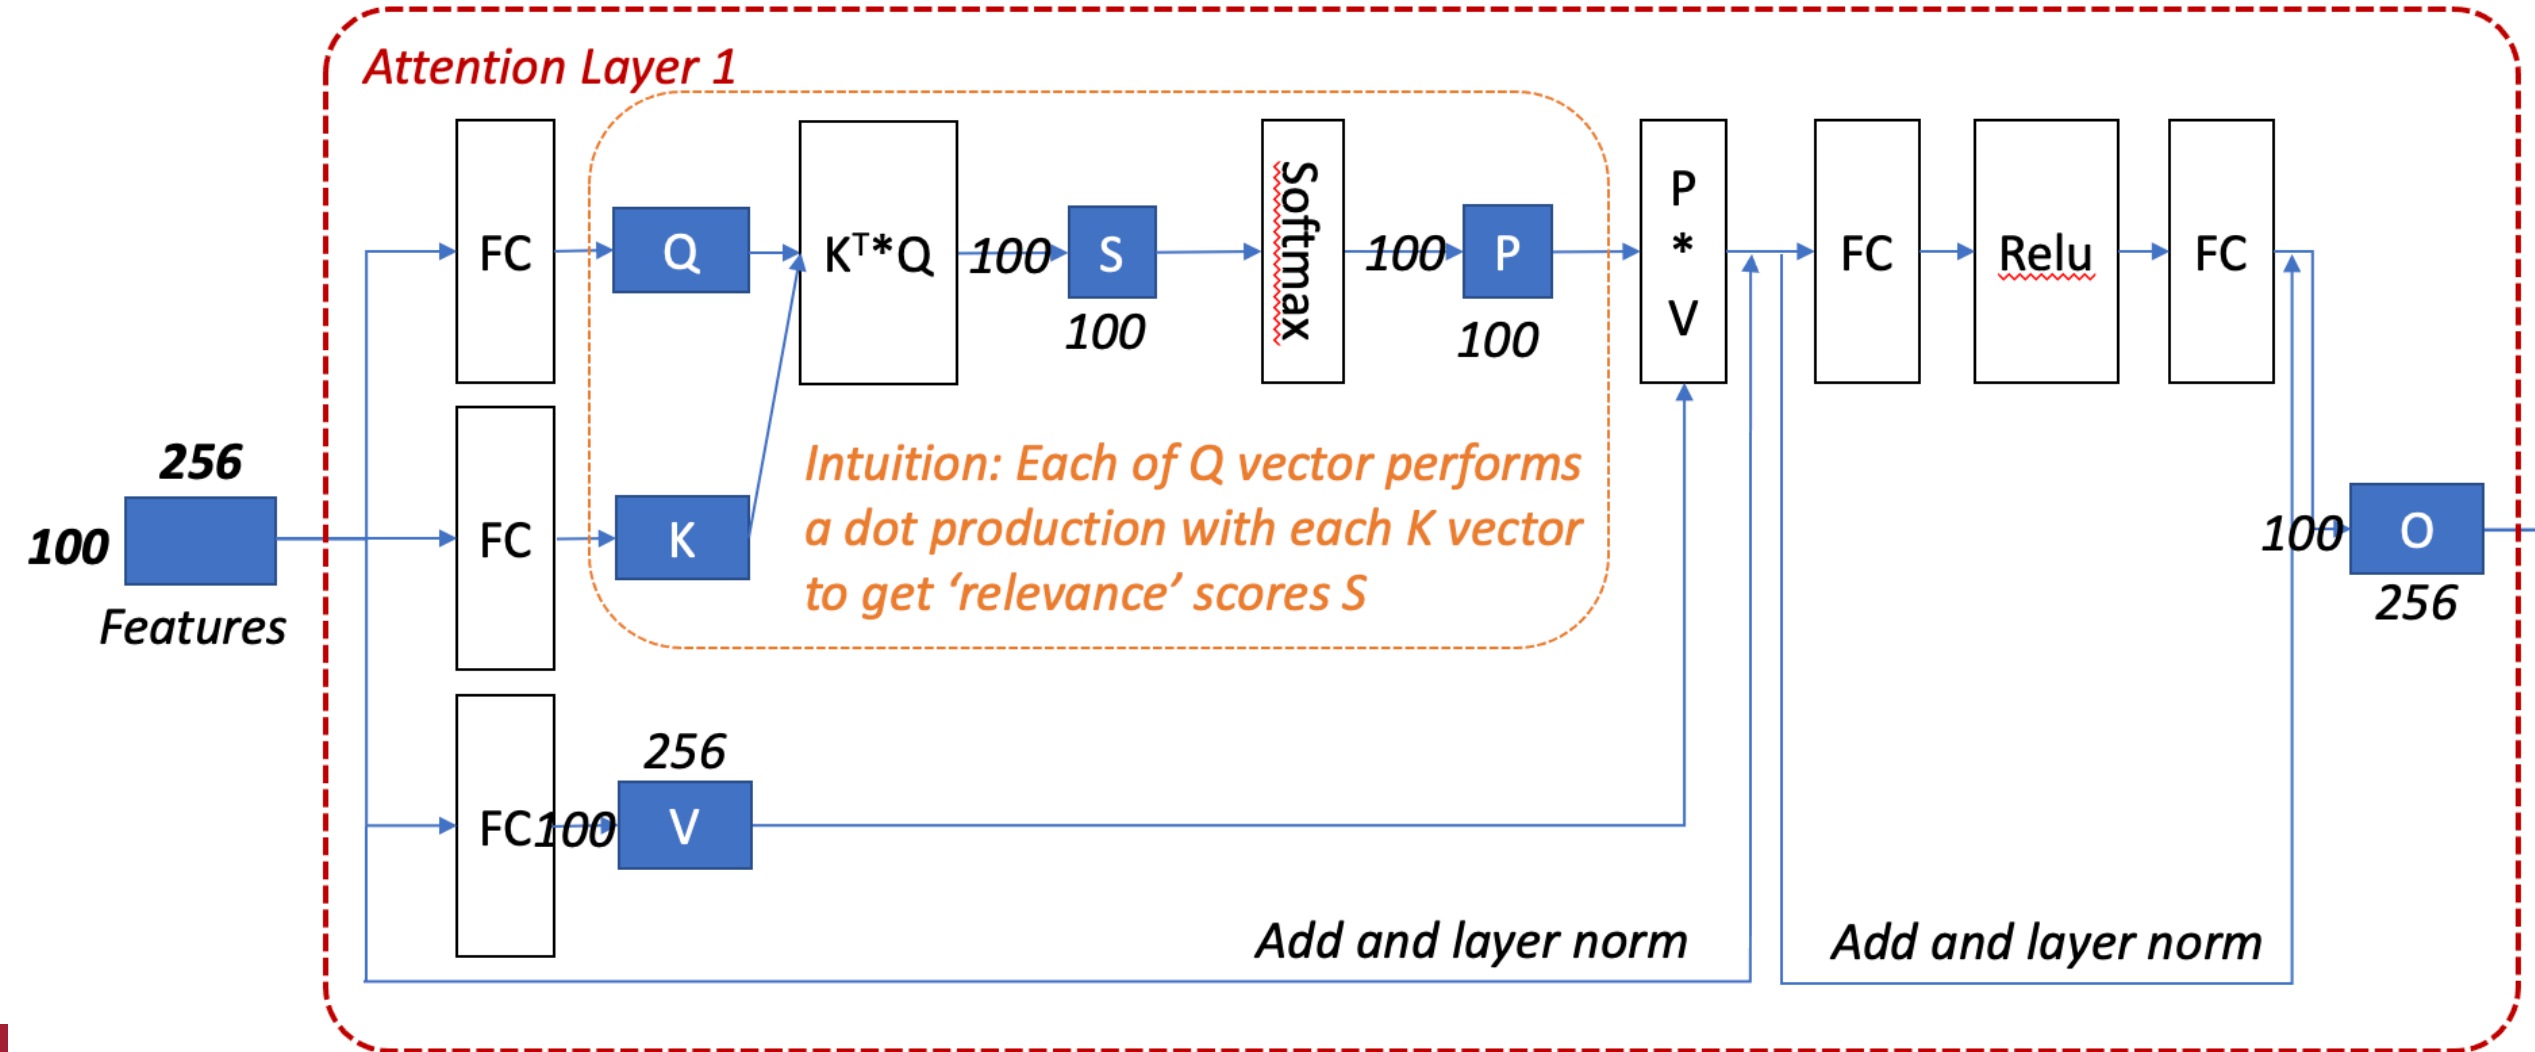 Attention Layer 1
FC
Q
Kᵀ*Q
100
S
100
Softmax
100
P
100
P
*
V
FC
Relu
FC
256
100
Features
FC
K
Intuition: Each of Q vector performs
a dot production with each K vector
to get ‘relevance’ scores S
100
O
256
FC
256
100
V
Add and layer norm
Add and layer norm